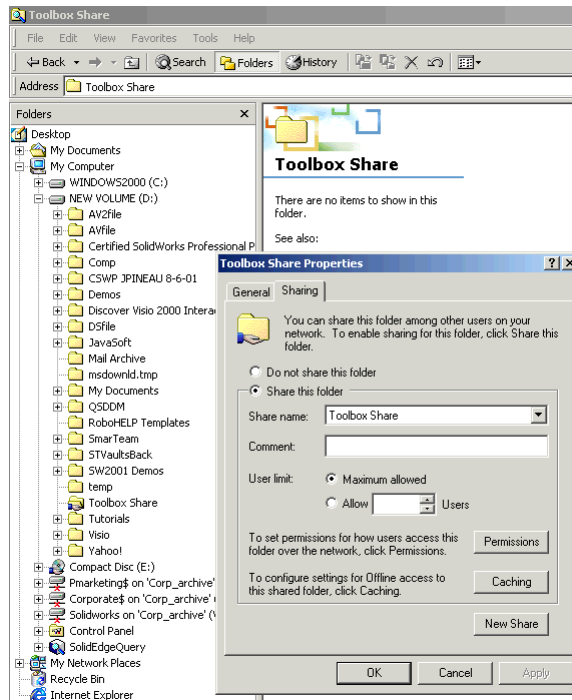 Toolbox Share
File Edit View Favorites Tools Help
Back Search Folders History
Address Toolbox Share
Folders
Desktop
My Documents
My Computer
WINDOWS2000 (C:)
NEW VOLUME (D:)
AV2file
AVfile
Certified SolidWorks Professional P
Comp
CSWP JPINEAU 8-6-01
Demos
Discover Visio 2000 Intera
DSfile
JavaSoft
Mail Archive
msdownld.tmp
My Documents
QSDDM
RoboHELP Templates
SmarTeam
STVaultsBack
SW2001 Demos
temp
Toolbox Share
Tutorials
Visio
Yahoo!
Compact Disc (E:)
Pmarketing$ on 'Corp_archive'
Corporate$ on 'Corp_archive'
Solidworks on 'Corp_archive' (
Control Panel
SolidEdgeQuery
My Network Places
Recycle Bin
Internet Explorer
Toolbox Share
There are no items to show in this
folder.
See also:
Toolbox Share Properties
General Sharing
You can share this folder among other users on your
network. To enable sharing for this folder, click Share this
folder.
Do not share this folder
Share this folder
Share name: Toolbox Share
Comment:
User limit: Maximum allowed
Allow Users
To set permissions for how users access this
folder over the network, click Permissions.
Permissions
To configure settings for Offline access to
this shared folder, click Caching.
Caching
New Share
OK Cancel Apply